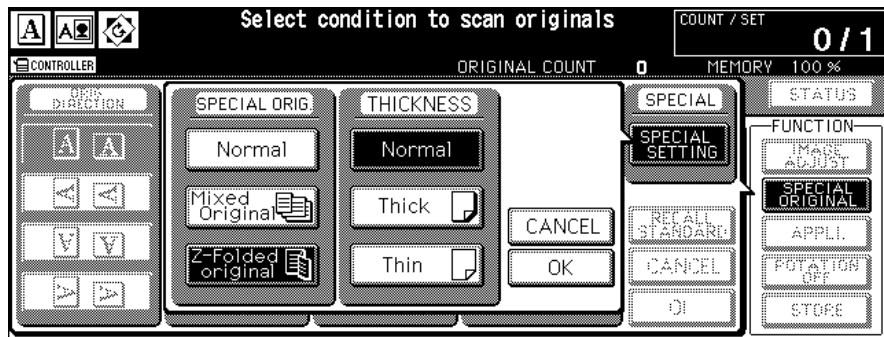 Select condition to scan originals
COUNT / SET
0 / 1
CONTROLLER
ORIGINAL COUNT 0 MEMORY 100 %
ORIG.
DIRECTION
SPECIAL ORIG.
Normal
Mixed
Original
Z-Folded
original
THICKNESS
Normal
Thick
Thin
CANCEL
OK
SPECIAL
SPECIAL
SETTING
RECALL
STANDARD
CANCEL
STATUS
FUNCTION
IMAGE
ADJUST
SPECIAL
ORIGINAL
APPLI.
ROTATION
OFF
STORE